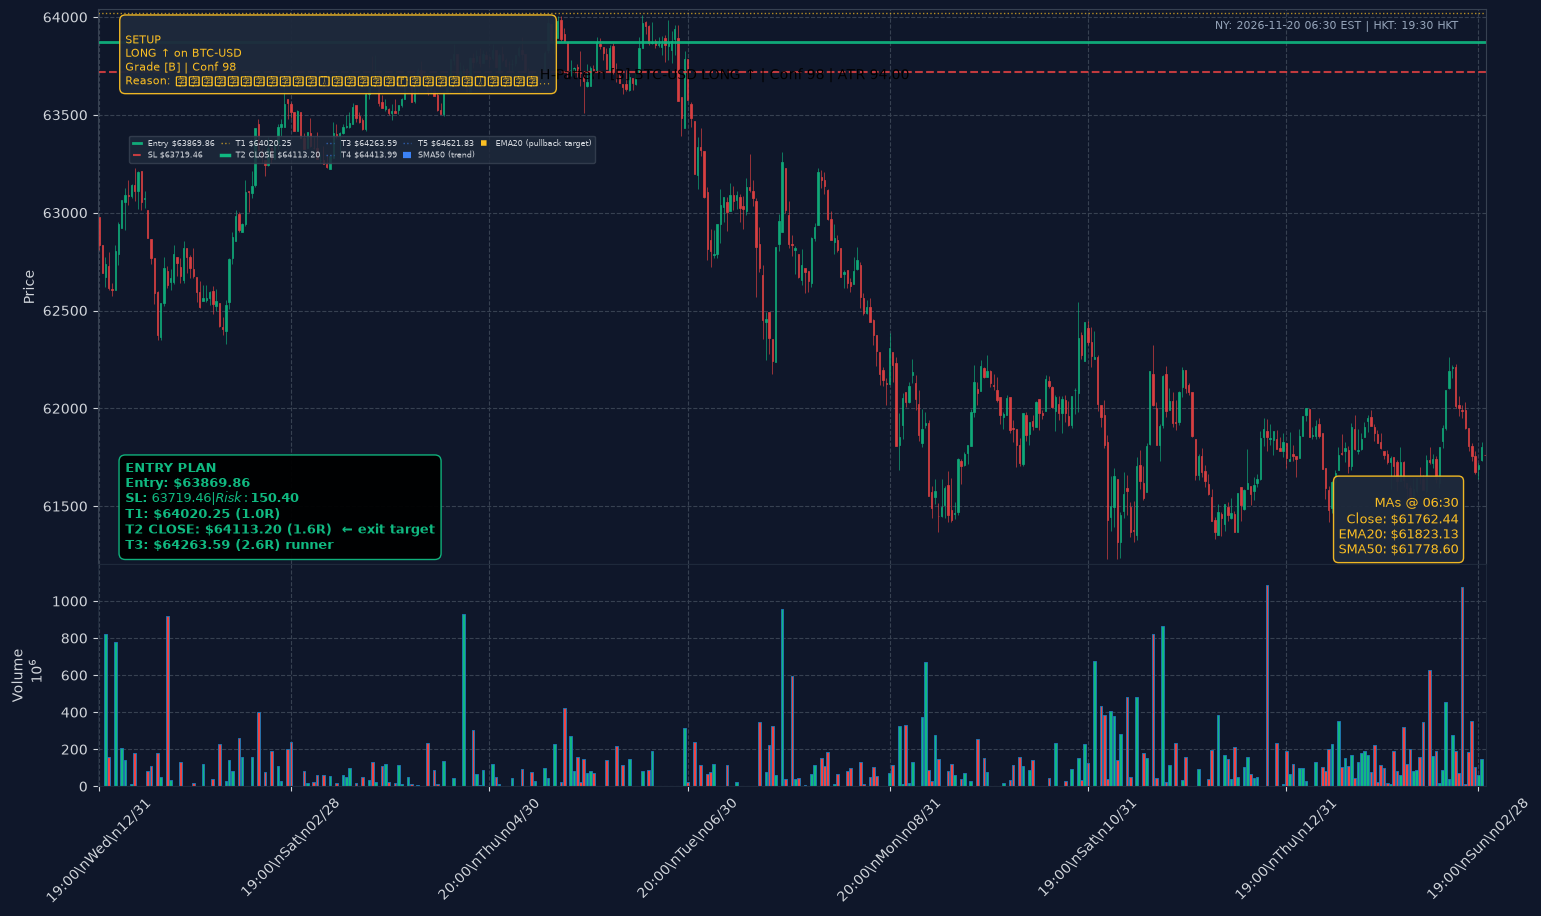 NY: 2026-11-20 06:30 EST | HKT: 19:30 HKT
SETUP
LONG ↑ on BTC-USD
Grade [B] | Conf 98
Reason:
Entry $63869.86
SL $63719.46
T1 $64020.25
T2 CLOSE $64113.20
T3 $64263.59
T4 $64413.99
T5 $64621.83
SMA50 (trend)
EMA20 (pullback target)
Price
64000
63500
63000
62500
62000
61500
ENTRY PLAN
Entry: $63869.86
SL: 63719.46|Risk:150.40
T1: $64020.25 (1.0R)
T2 CLOSE: $64113.20 (1.6R) ← exit target
T3: $64263.59 (2.6R) runner
MAs @ 06:30
Close: $61762.44
EMA20: $61823.13
SMA50: $61778.60
Volume
10⁶
1000
800
600
400
200
0
19:00\nWed\n12/31
19:00\nSat\n02/28
20:00\nThu\n04/30
20:00\nTue\n06/30
20:00\nMon\n08/31
19:00\nSat\n10/31
19:00\nThu\n12/31
19:00\nSun\n02/28